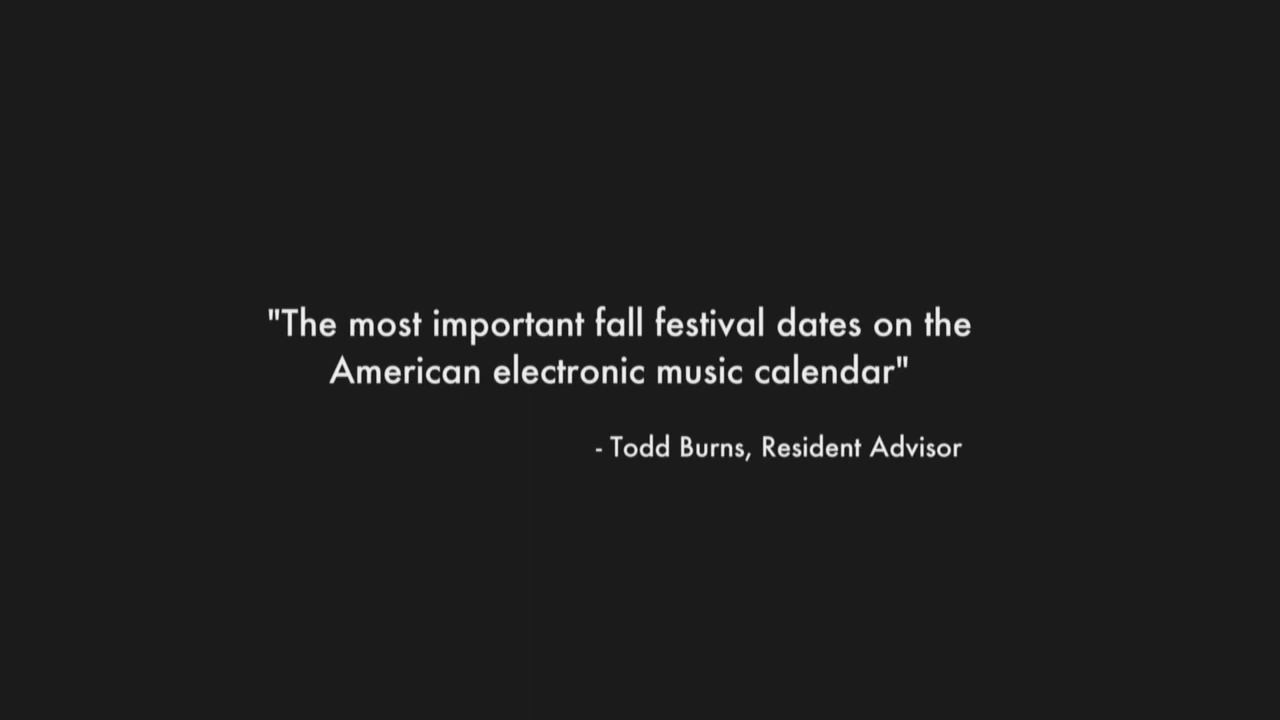 "The most important fall festival dates on the
American electronic music calendar"
- Todd Burns, Resident Advisor